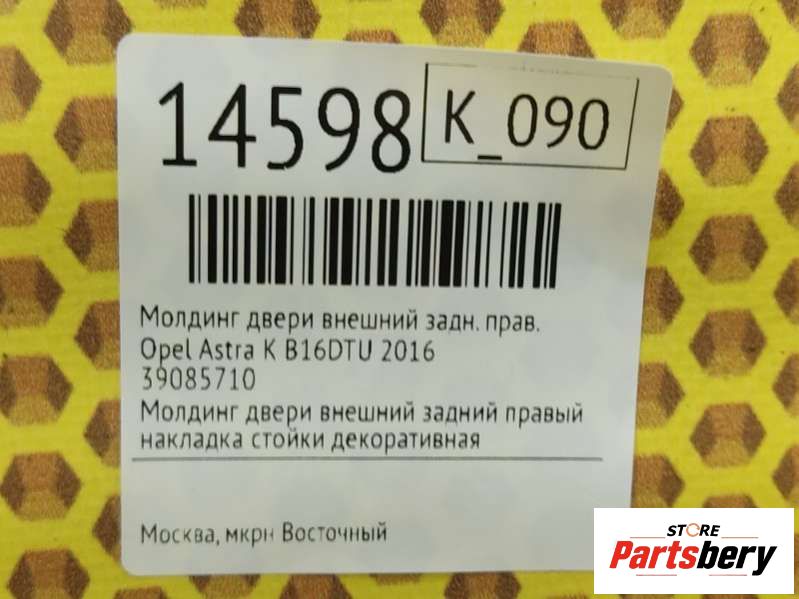 14598
K_090
Молдинг двери внешний задн. прав.
Opel Astra K B16DTU 2016
39085710
Молдинг двери внешний задний правый
накладка стойки декоративная
Москва, мкрн Восточный
STORE
Partsbery